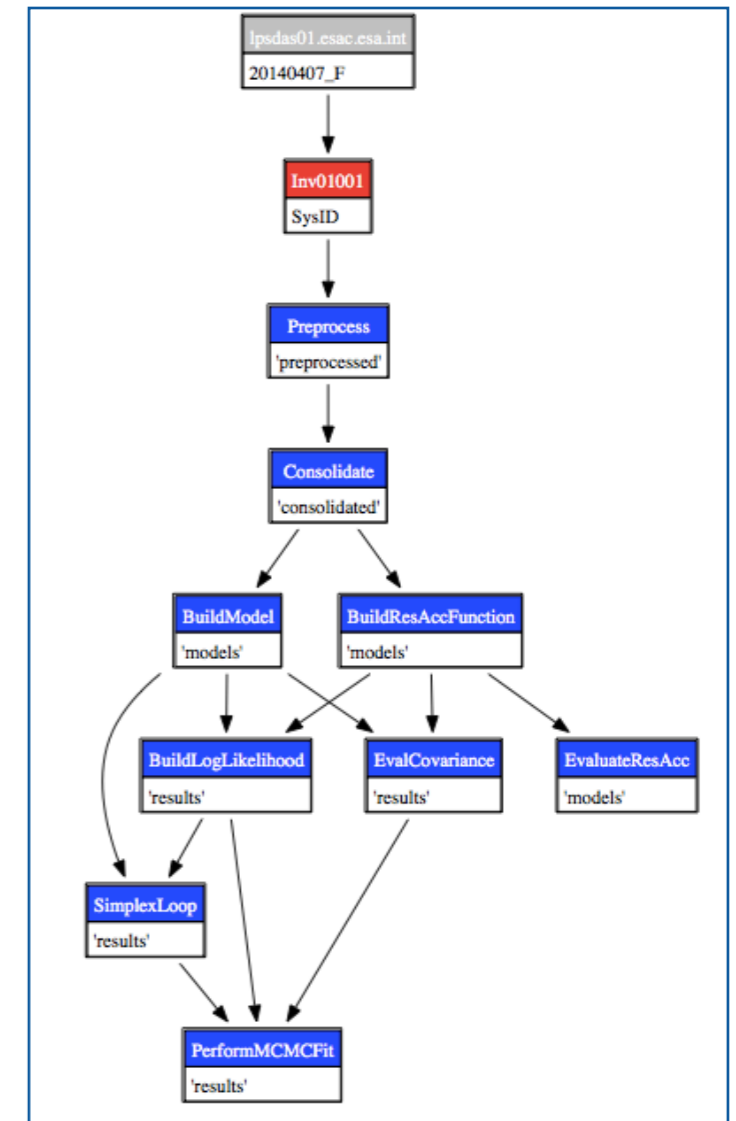 lpsdas01.esac.esa.int
20140407_F
Inv01001
SysID
Preprocess
'preprocessed'
Consolidate
'consolidated'
BuildModel
'models'
BuildResAccFunction
'models'
BuildLogLikelihood
'results'
EvalCovariance
'results'
EvaluateResAcc
'models'
SimplexLoop
'results'
PerformMCMCFit
'results'